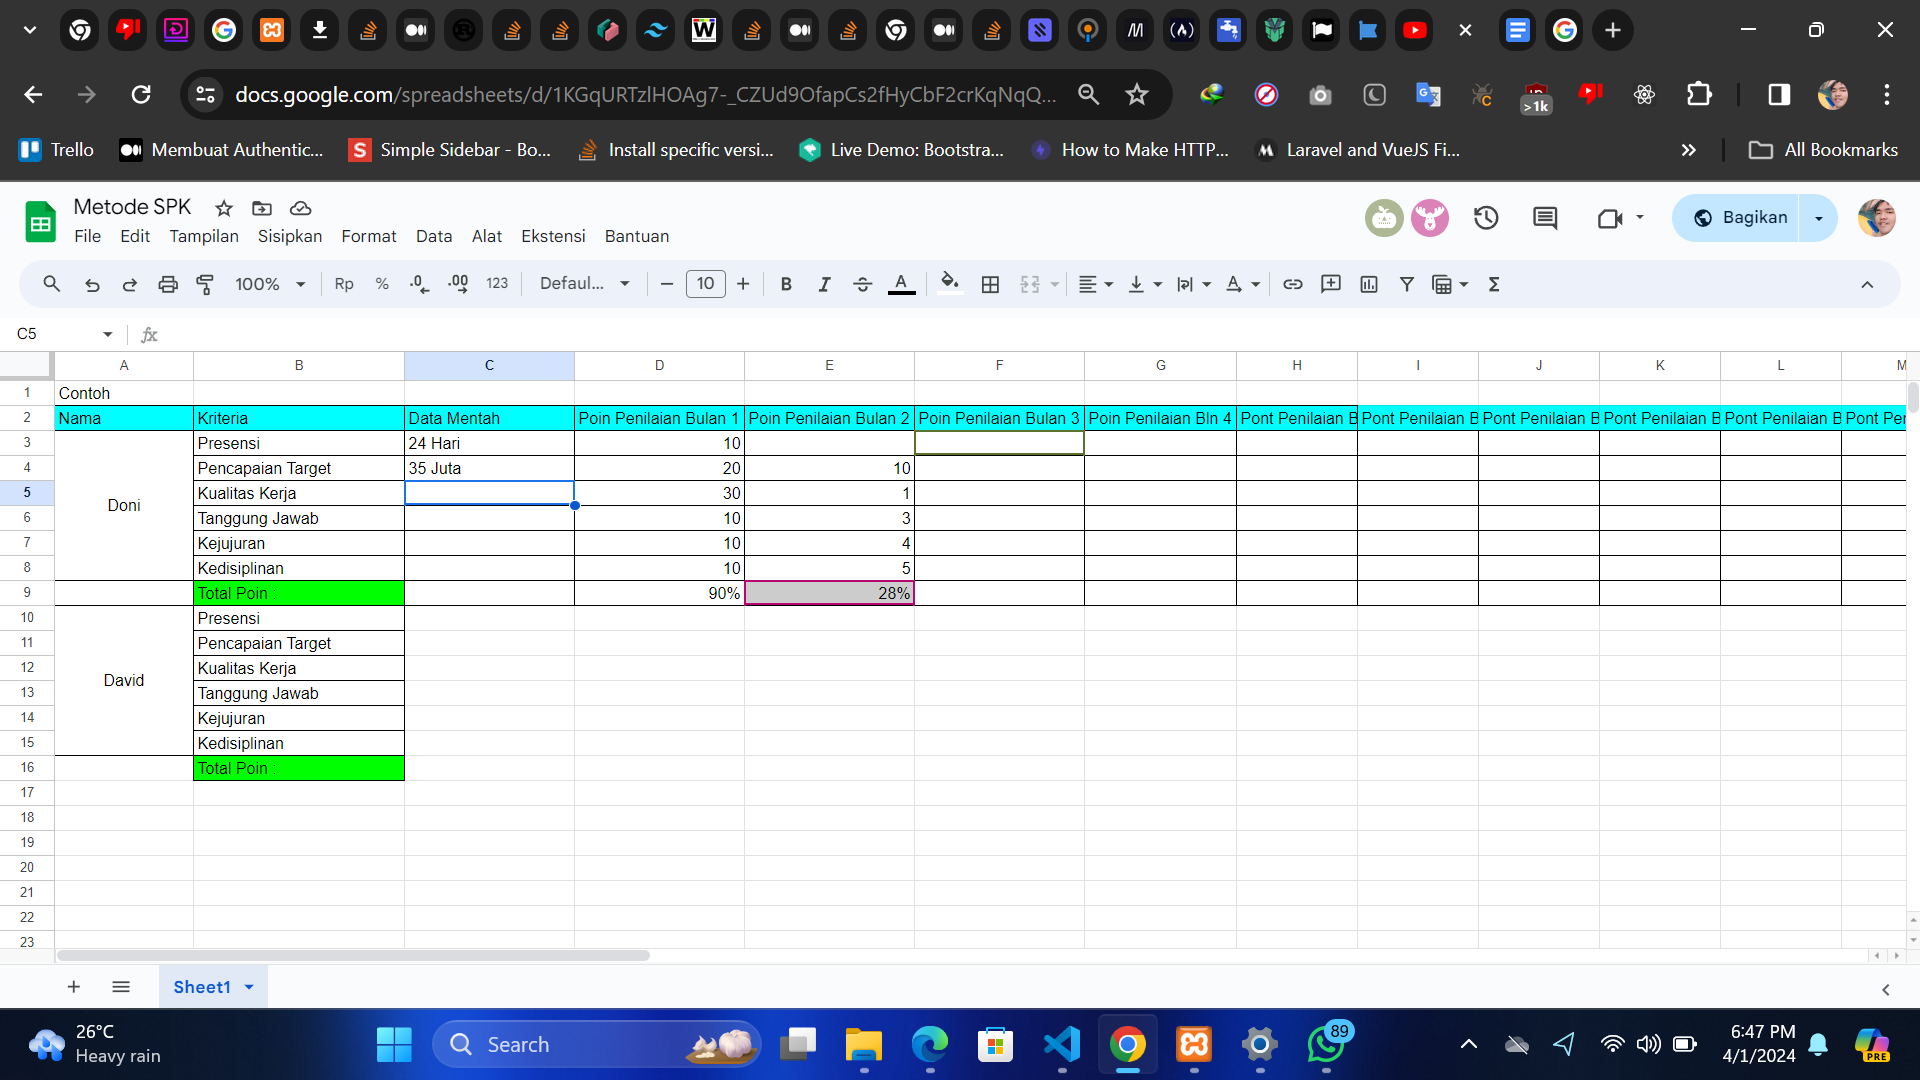 docs.google.com/spreadsheets/d/1KGqURTzlHOAg7-_CZUd9OfapCs2fHyCbF2crKqNqQ...
>1k
Trello
Membuat Authentic...
Simple Sidebar - Bo...
Install specific versi...
Live Demo: Bootstra...
How to Make HTTP...
Laravel and VueJS Fi...
All Bookmarks
Metode SPK
File Edit Tampilan Sisipkan Format Data Alat Ekstensi Bantuan
Bagikan
100% Rp % .0 .00 123 Defaul... 10 B I A
C5 fx
A B C D E F G H I J K L M
1 Contoh
2 Nama Kriteria Data Mentah Poin Penilaian Bulan 1 Poin Penilaian Bulan 2 Poin Penilaian Bulan 3 Poin Penilaian Bln 4 Pont Penilaian B Pont Penilaian B Pont Penilaian B Pont Penilaian B Pont Penilaian B Pont Per
3 Presensi 24 Hari 10
4 Pencapaian Target 35 Juta 20 10
5 Kualitas Kerja 30 1
Doni
6 Tanggung Jawab 10 3
7 Kejujuran 10 4
8 Kedisiplinan 10 5
9 Total Poin : 90% 28%
10 Presensi
11 Pencapaian Target
12 Kualitas Kerja
David
13 Tanggung Jawab
14 Kejujuran
15 Kedisiplinan
16 Total Poin :
17
18
19
20
21
22
23
Sheet1
26°C
Heavy rain
Search
89
6:47 PM
4/1/2024
PRE